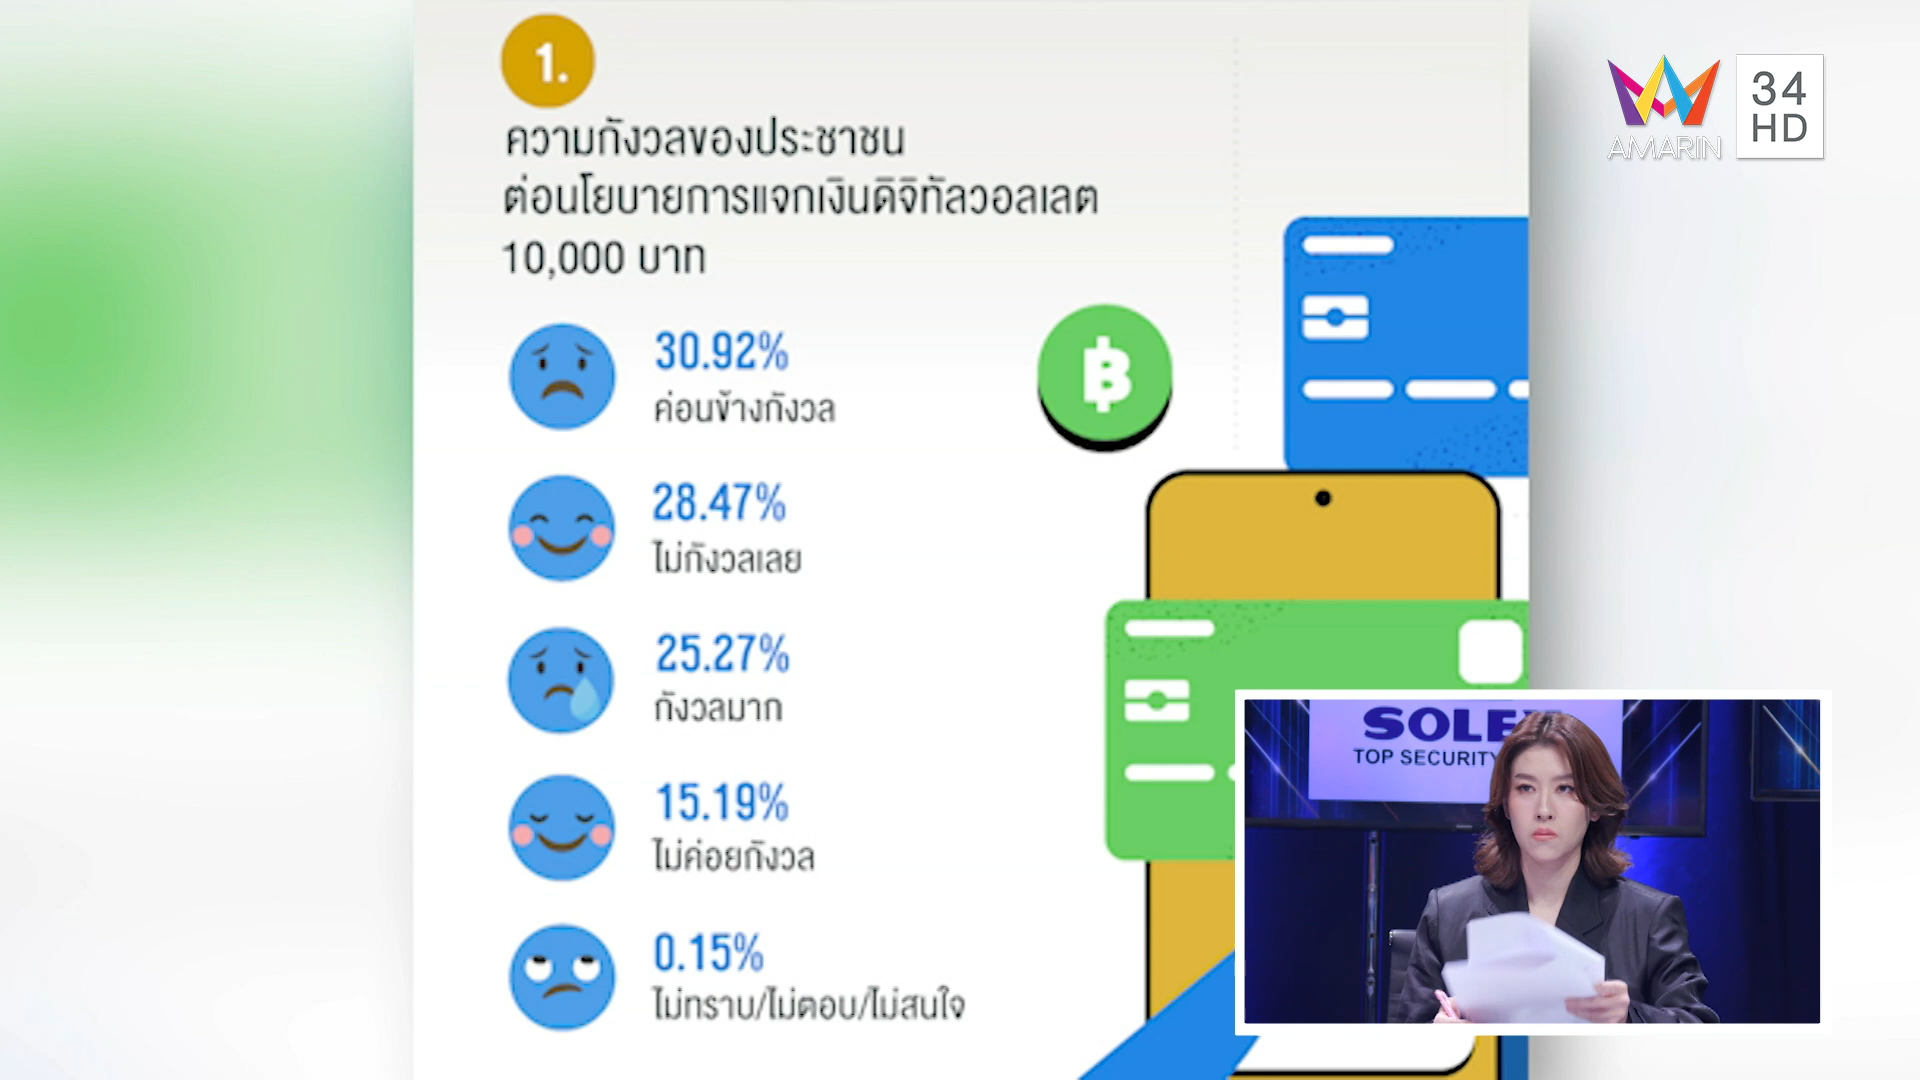 1.
ความกังวลของประชาชน
ต่อนโยบายการแจกเงินดิจิทัลวอลเลต
10,000 บาท
30.92%
ค่อนข้างกังวล
28.47%
ไม่กังวลเลย
25.27%
กังวลมาก
15.19%
ไม่ค่อยกังวล
0.15%
ไม่ทราบ/ไม่ตอบ/ไม่สนใจ
AMARIN
34
HD
TOP SECURITY